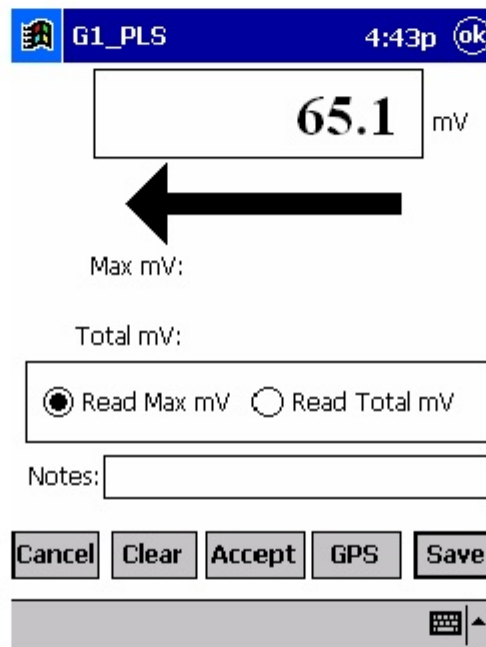 G1_PLS 4:43p ok
65.1 mV
Max mV:
Total mV:
Read Max mV Read Total mV
Notes:
Cancel Clear Accept GPS Save